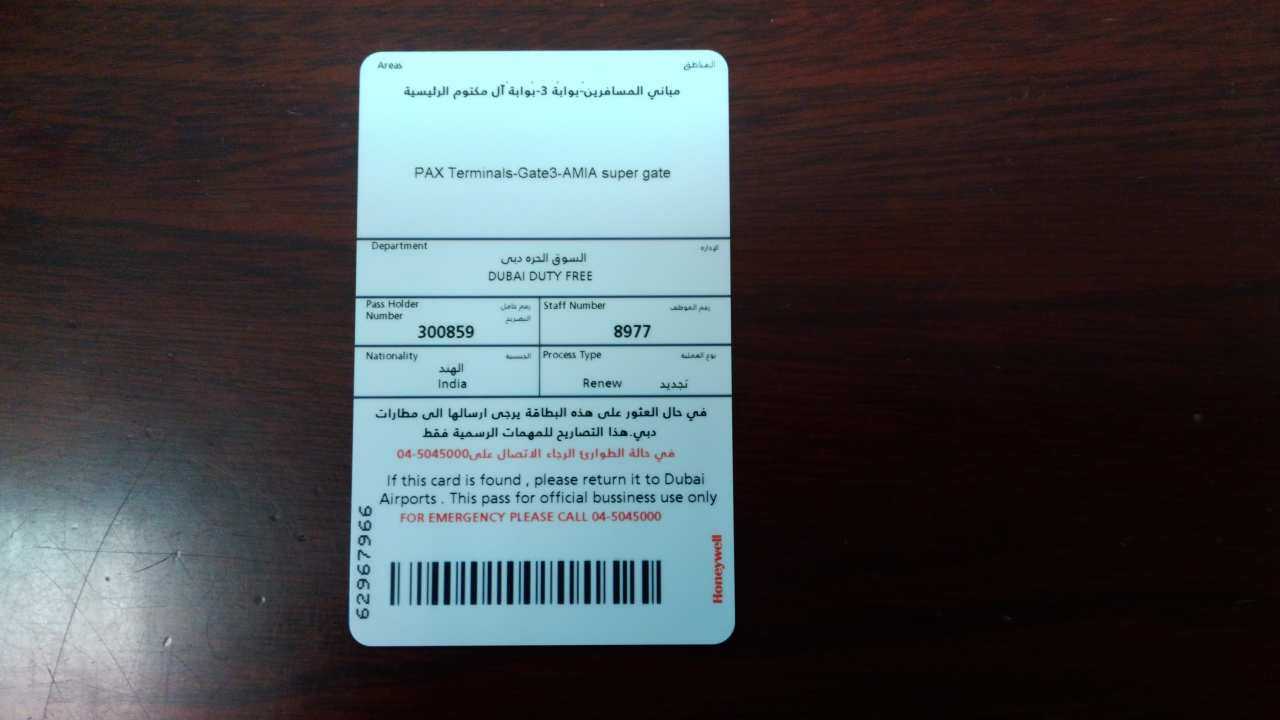 Areas المناطق
مباني المسافرين-بوابة 3-بوابة آل مكتوم الرئيسية
PAX Terminals-Gate3-AMIA super gate
Department الإدارة
السوق الحره دبى
DUBAI DUTY FREE
Pass Holder رقم حامل
Number التصريح
300859
Staff Number رقم الموظف
8977
Nationality الجنسية
الهند
India
Process Type نوع العملية
Renew تجديد
في حال العثور على هذه البطاقة يرجى ارسالها الى مطارات
دبي.هذا التصاريح للمهمات الرسمية فقط
في حالة الطوارئ الرجاء الاتصال على04-5045000
If this card is found , please return it to Dubai
Airports . This pass for official bussiness use only
FOR EMERGENCY PLEASE CALL 04-5045000
62967966
Honeywell